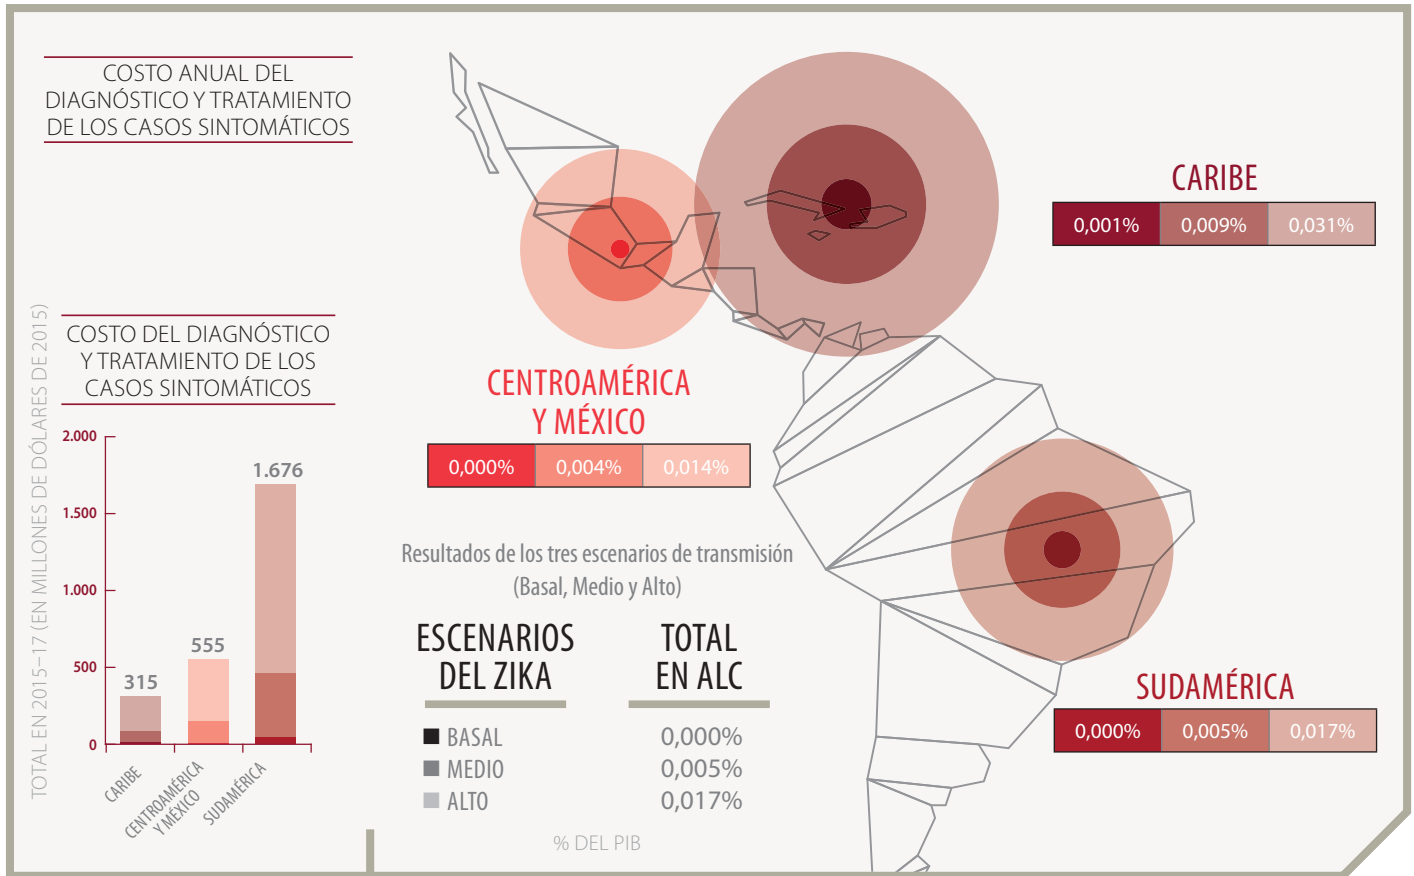 COSTO ANUAL DEL
DIAGNÓSTICO Y TRATAMIENTO
DE LOS CASOS SINTOMÁTICOS
CARIBE
0,001% 0,009% 0,031%
CENTROAMÉRICA
Y MÉXICO
0,000% 0,004% 0,014%
SUDAMÉRICA
0,000% 0,005% 0,017%
COSTO DEL DIAGNÓSTICO
Y TRATAMIENTO DE LOS
CASOS SINTOMÁTICOS
TOTAL EN 2015–17 (EN MILLONES DE DÓLARES DE 2015)
2.000
1.500
1.000
500
0
315
555
1.676
CARIBE
CENTROAMÉRICA
Y MÉXICO
SUDAMÉRICA
Resultados de los tres escenarios de transmisión
(Basal, Medio y Alto)
ESCENARIOS
DEL ZIKA
TOTAL
EN ALC
BASAL 0,000%
MEDIO 0,005%
ALTO 0,017%
% DEL PIB